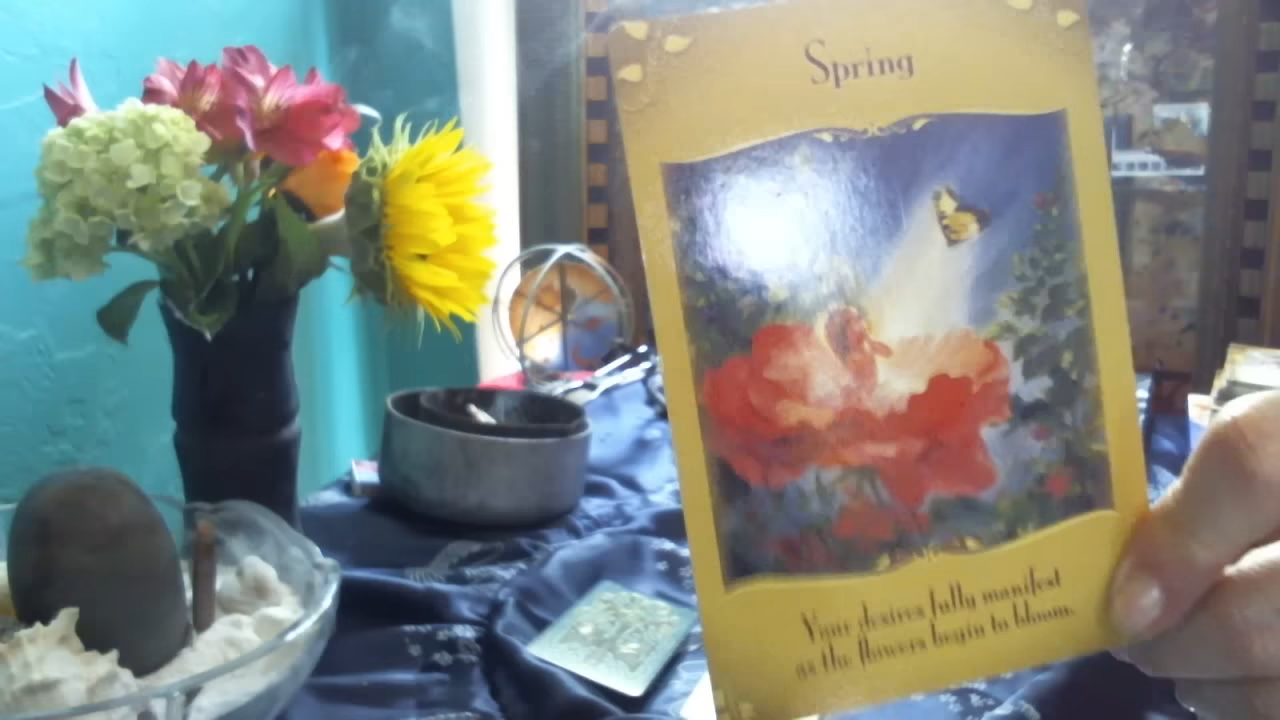 Spring
Your desires fully manifest
as the flowers begin to bloom.